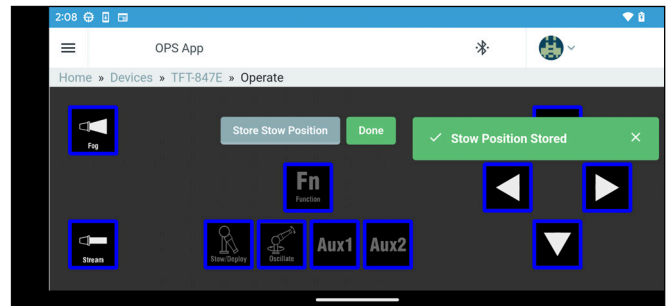 2:08
OPS App
Home » Devices » TFT-847E » Operate
Fog
Store Stow Position
Done
Stow Position Stored
Fn
Function
Stream
Stow/Deploy
Oscillate
Aux1
Aux2